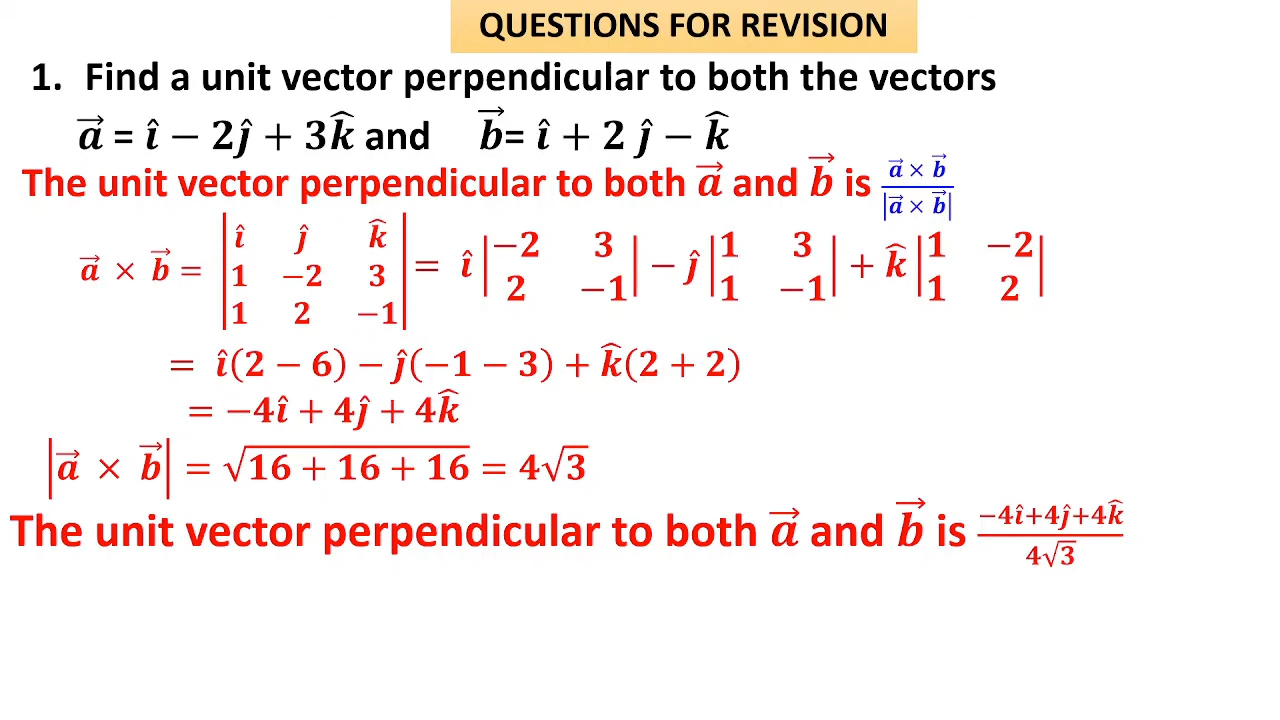 QUESTIONS FOR REVISION
1. Find a unit vector perpendicular to both the vectors
a⃗ = î − 2ĵ + 3k̂ and b⃗= î + 2 ĵ − k̂
The unit vector perpendicular to both a⃗ and b⃗ is (a⃗ × b⃗)/|a⃗ × b⃗|
a⃗ × b⃗ = |î ĵ k̂; 1 −2 3; 1 2 −1| = î |−2 3; 2 −1| − ĵ |1 3; 1 −1| + k̂ |1 −2; 1 2|
= î(2 − 6) − ĵ(−1 − 3) + k̂(2 + 2)
= −4î + 4ĵ + 4k̂
|a⃗ × b⃗| = √(16 + 16 + 16) = 4√3
The unit vector perpendicular to both a⃗ and b⃗ is (−4î+4ĵ+4k̂)/(4√3)